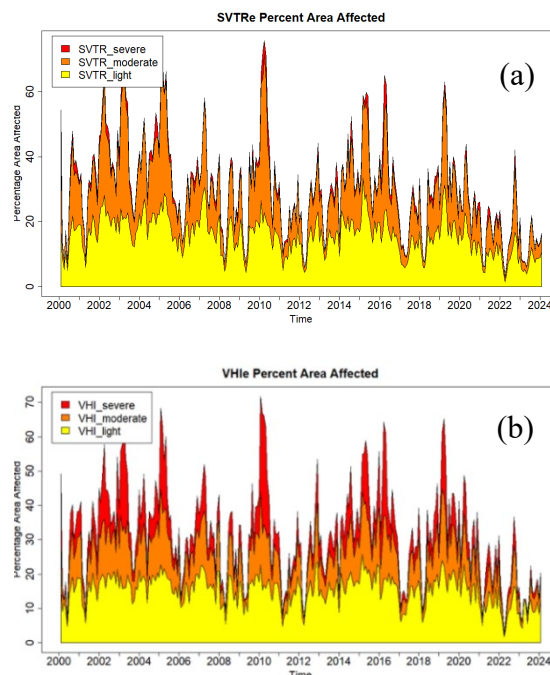 SVTRe Percent Area Affected
SVTR_severe
SVTR_moderate
SVTR_light
(a)
Percentage Area Affected
0 20 40 60
2000 2002 2004 2006 2008 2010 2012 2014 2016 2018 2020 2022 2024
Time
VHIe Percent Area Affected
VHI_severe
VHI_moderate
VHI_light
(b)
Percentage Area Affected
0 10 20 30 40 50 60 70
2000 2002 2004 2006 2008 2010 2012 2014 2016 2018 2020 2022 2024
Time